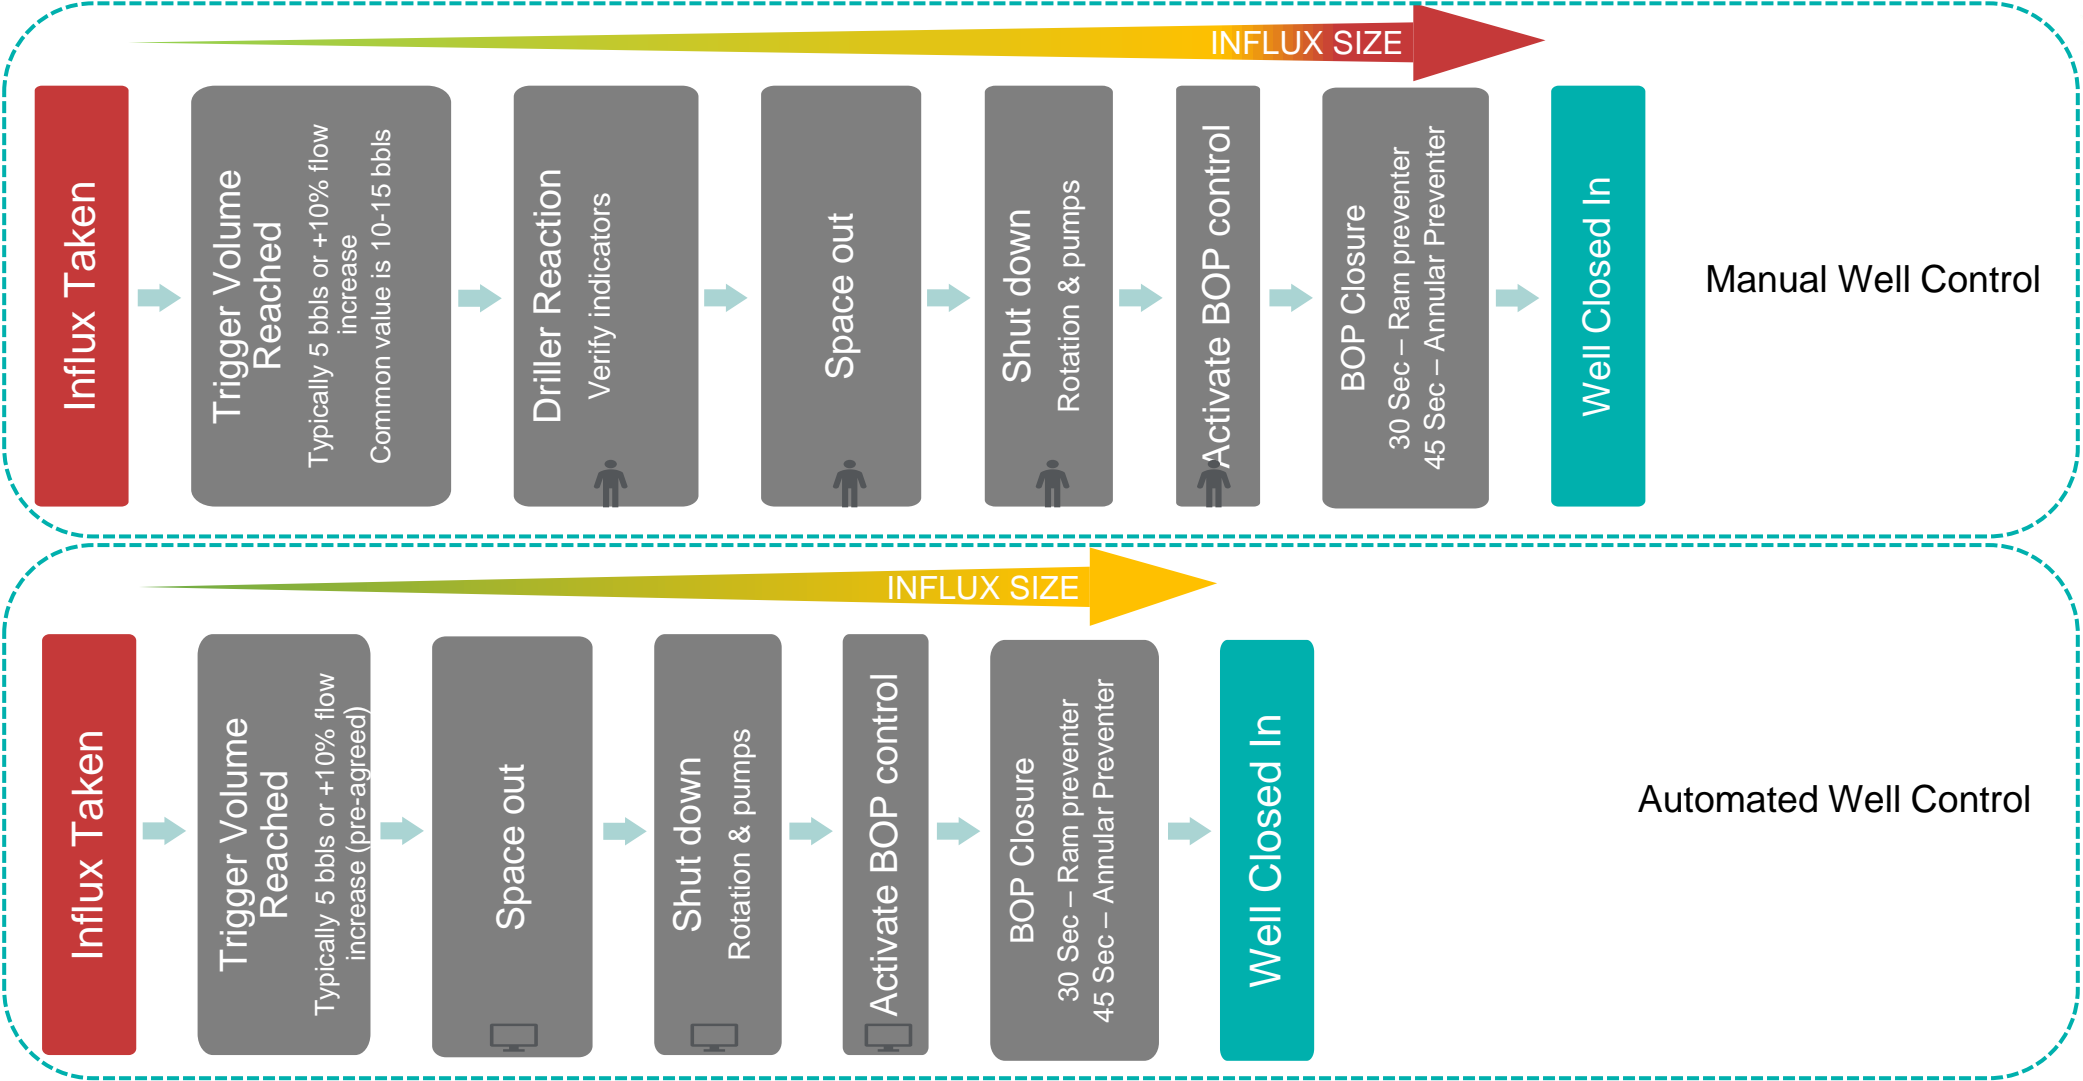 INFLUX SIZE
Influx Taken
Trigger Volume
Reached
Typically 5 bbls or +10% flow
increase
Common value is 10-15 bbls
Driller Reaction
Verify indicators
Space out
Shut down
Rotation & pumps
Activate BOP control
BOP Closure
30 Sec – Ram preventer
45 Sec – Annular Preventer
Well Closed In
Manual Well Control
INFLUX SIZE
Influx Taken
Trigger Volume
Reached
Typically 5 bbls or +10% flow
increase (pre-agreed)
Space out
Shut down
Rotation & pumps
Activate BOP control
BOP Closure
30 Sec – Ram preventer
45 Sec – Annular Preventer
Well Closed In
Automated Well Control